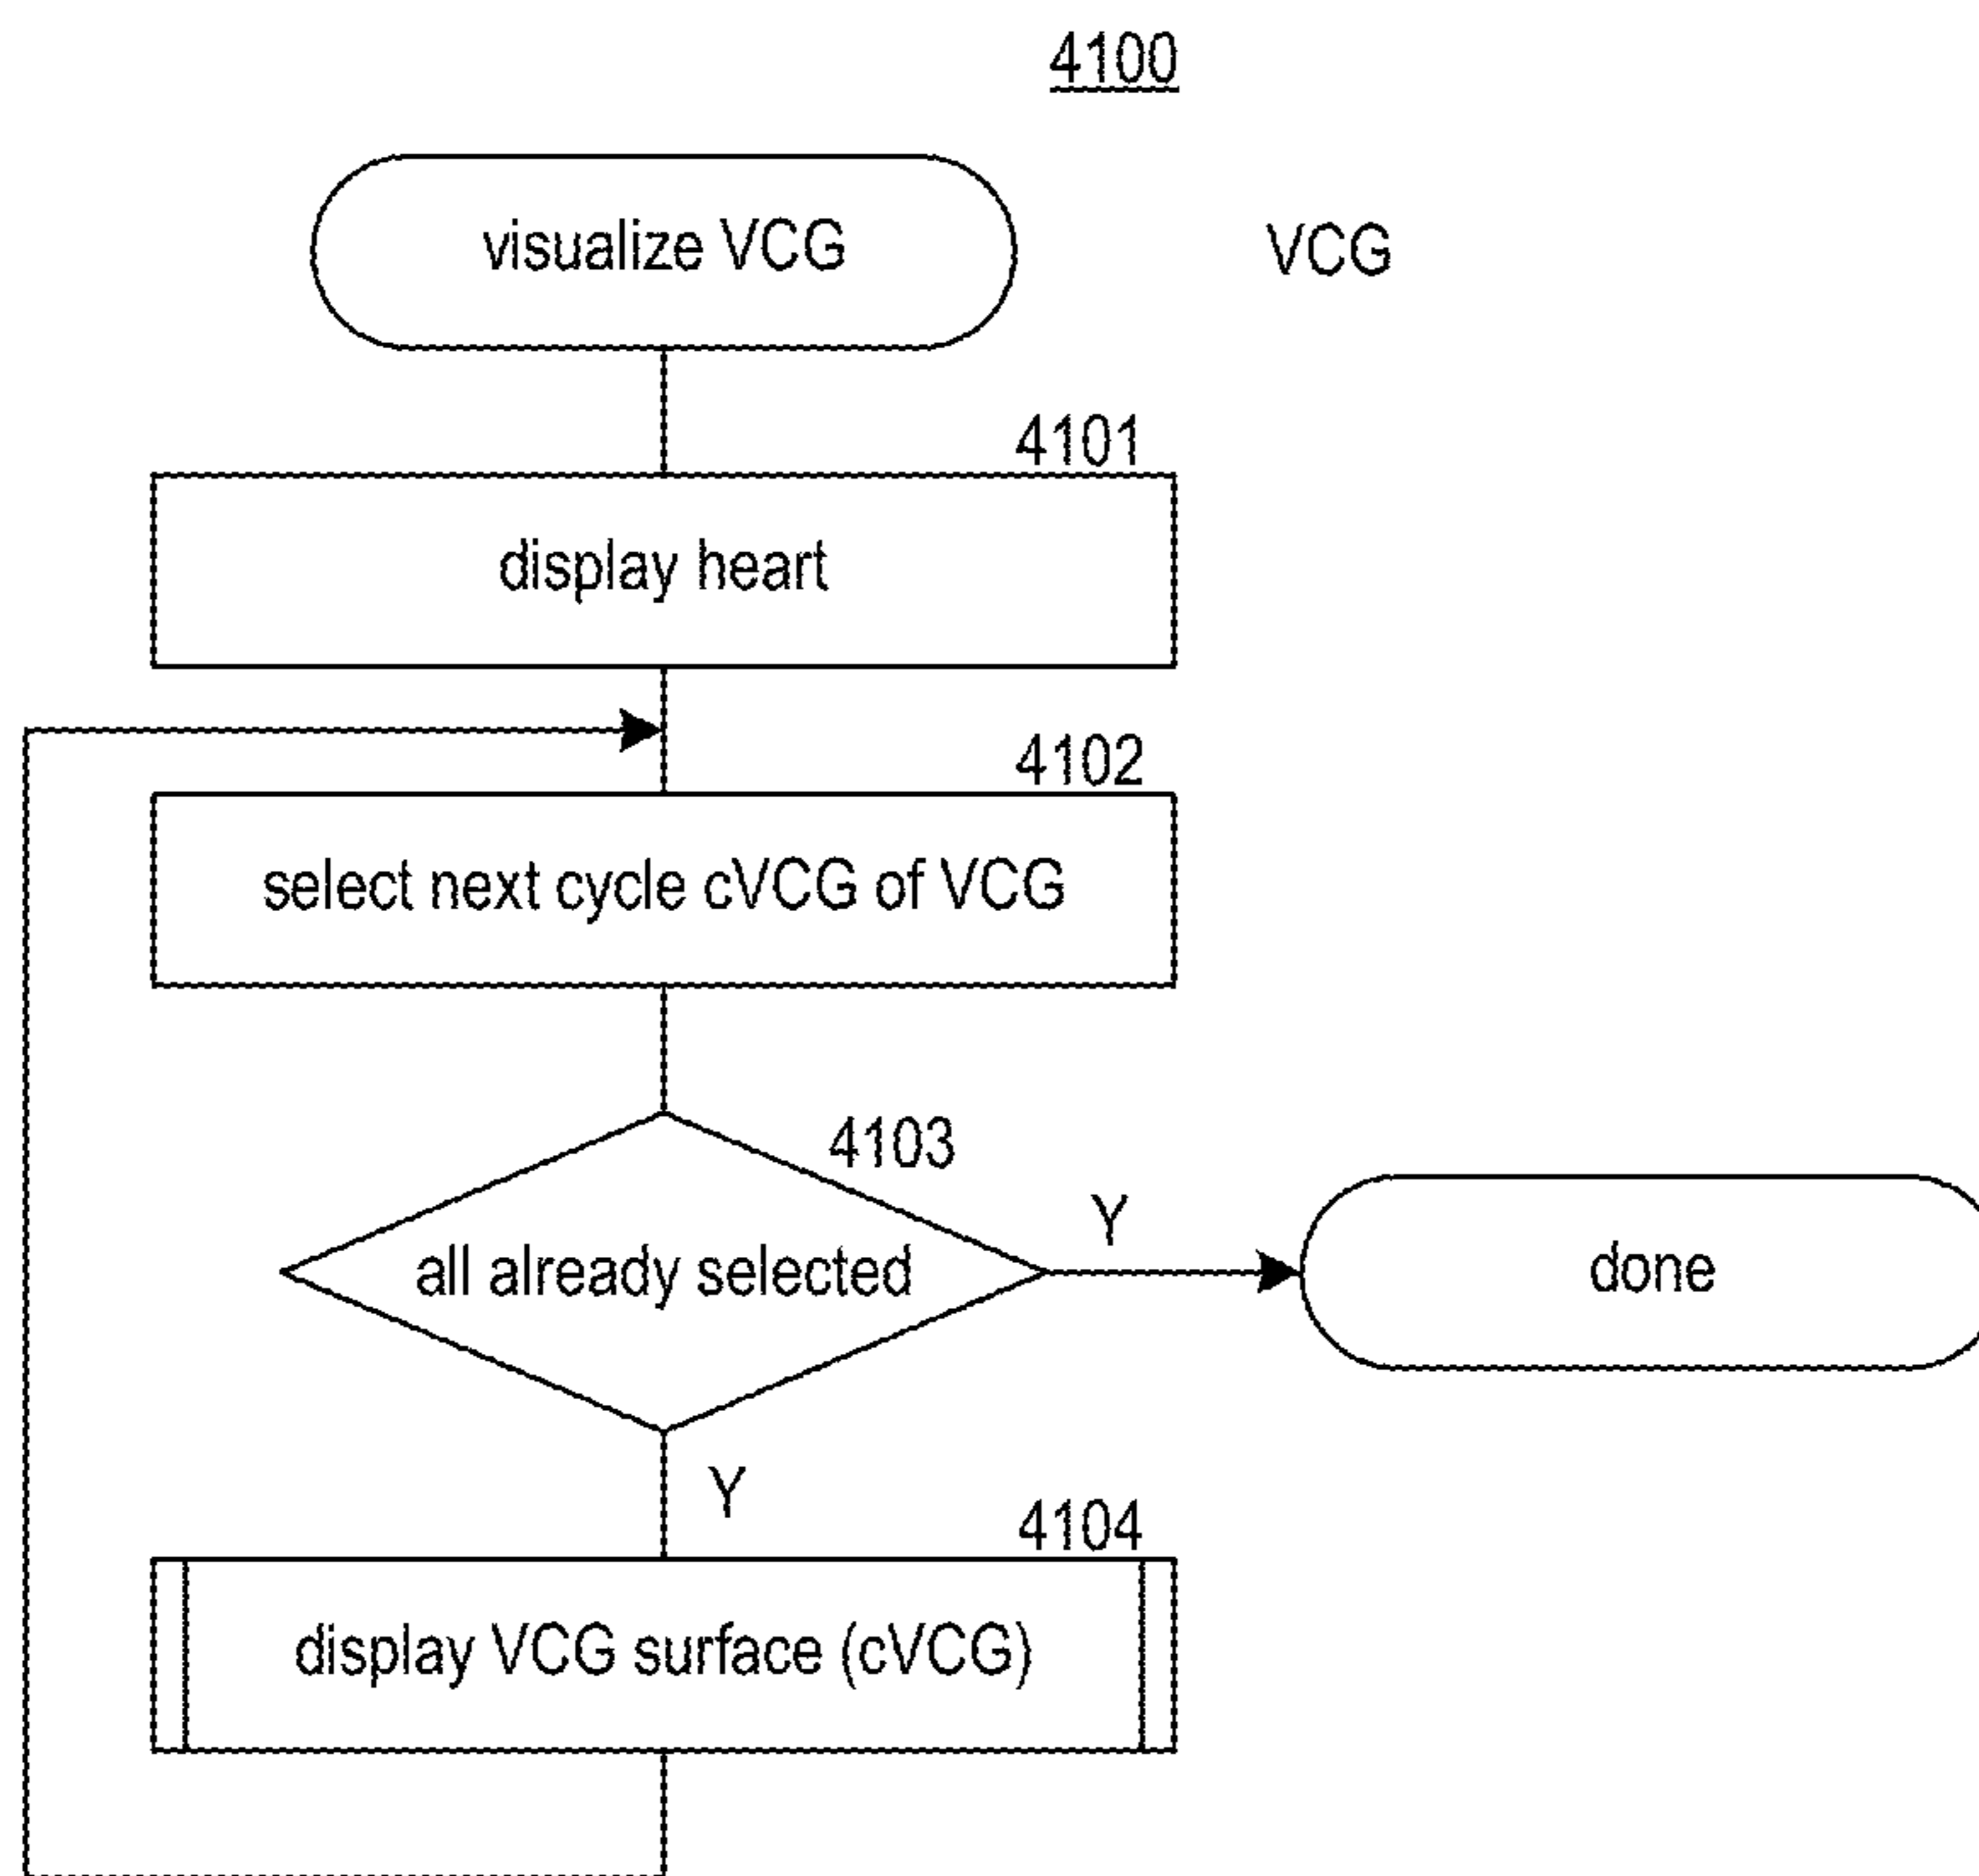 4100
visualize VCG
VCG
4101
display heart
4102
select next cycle cVCG of VCG
4103
all already selected
Y
done
Y
4104
display VCG surface (cVCG)